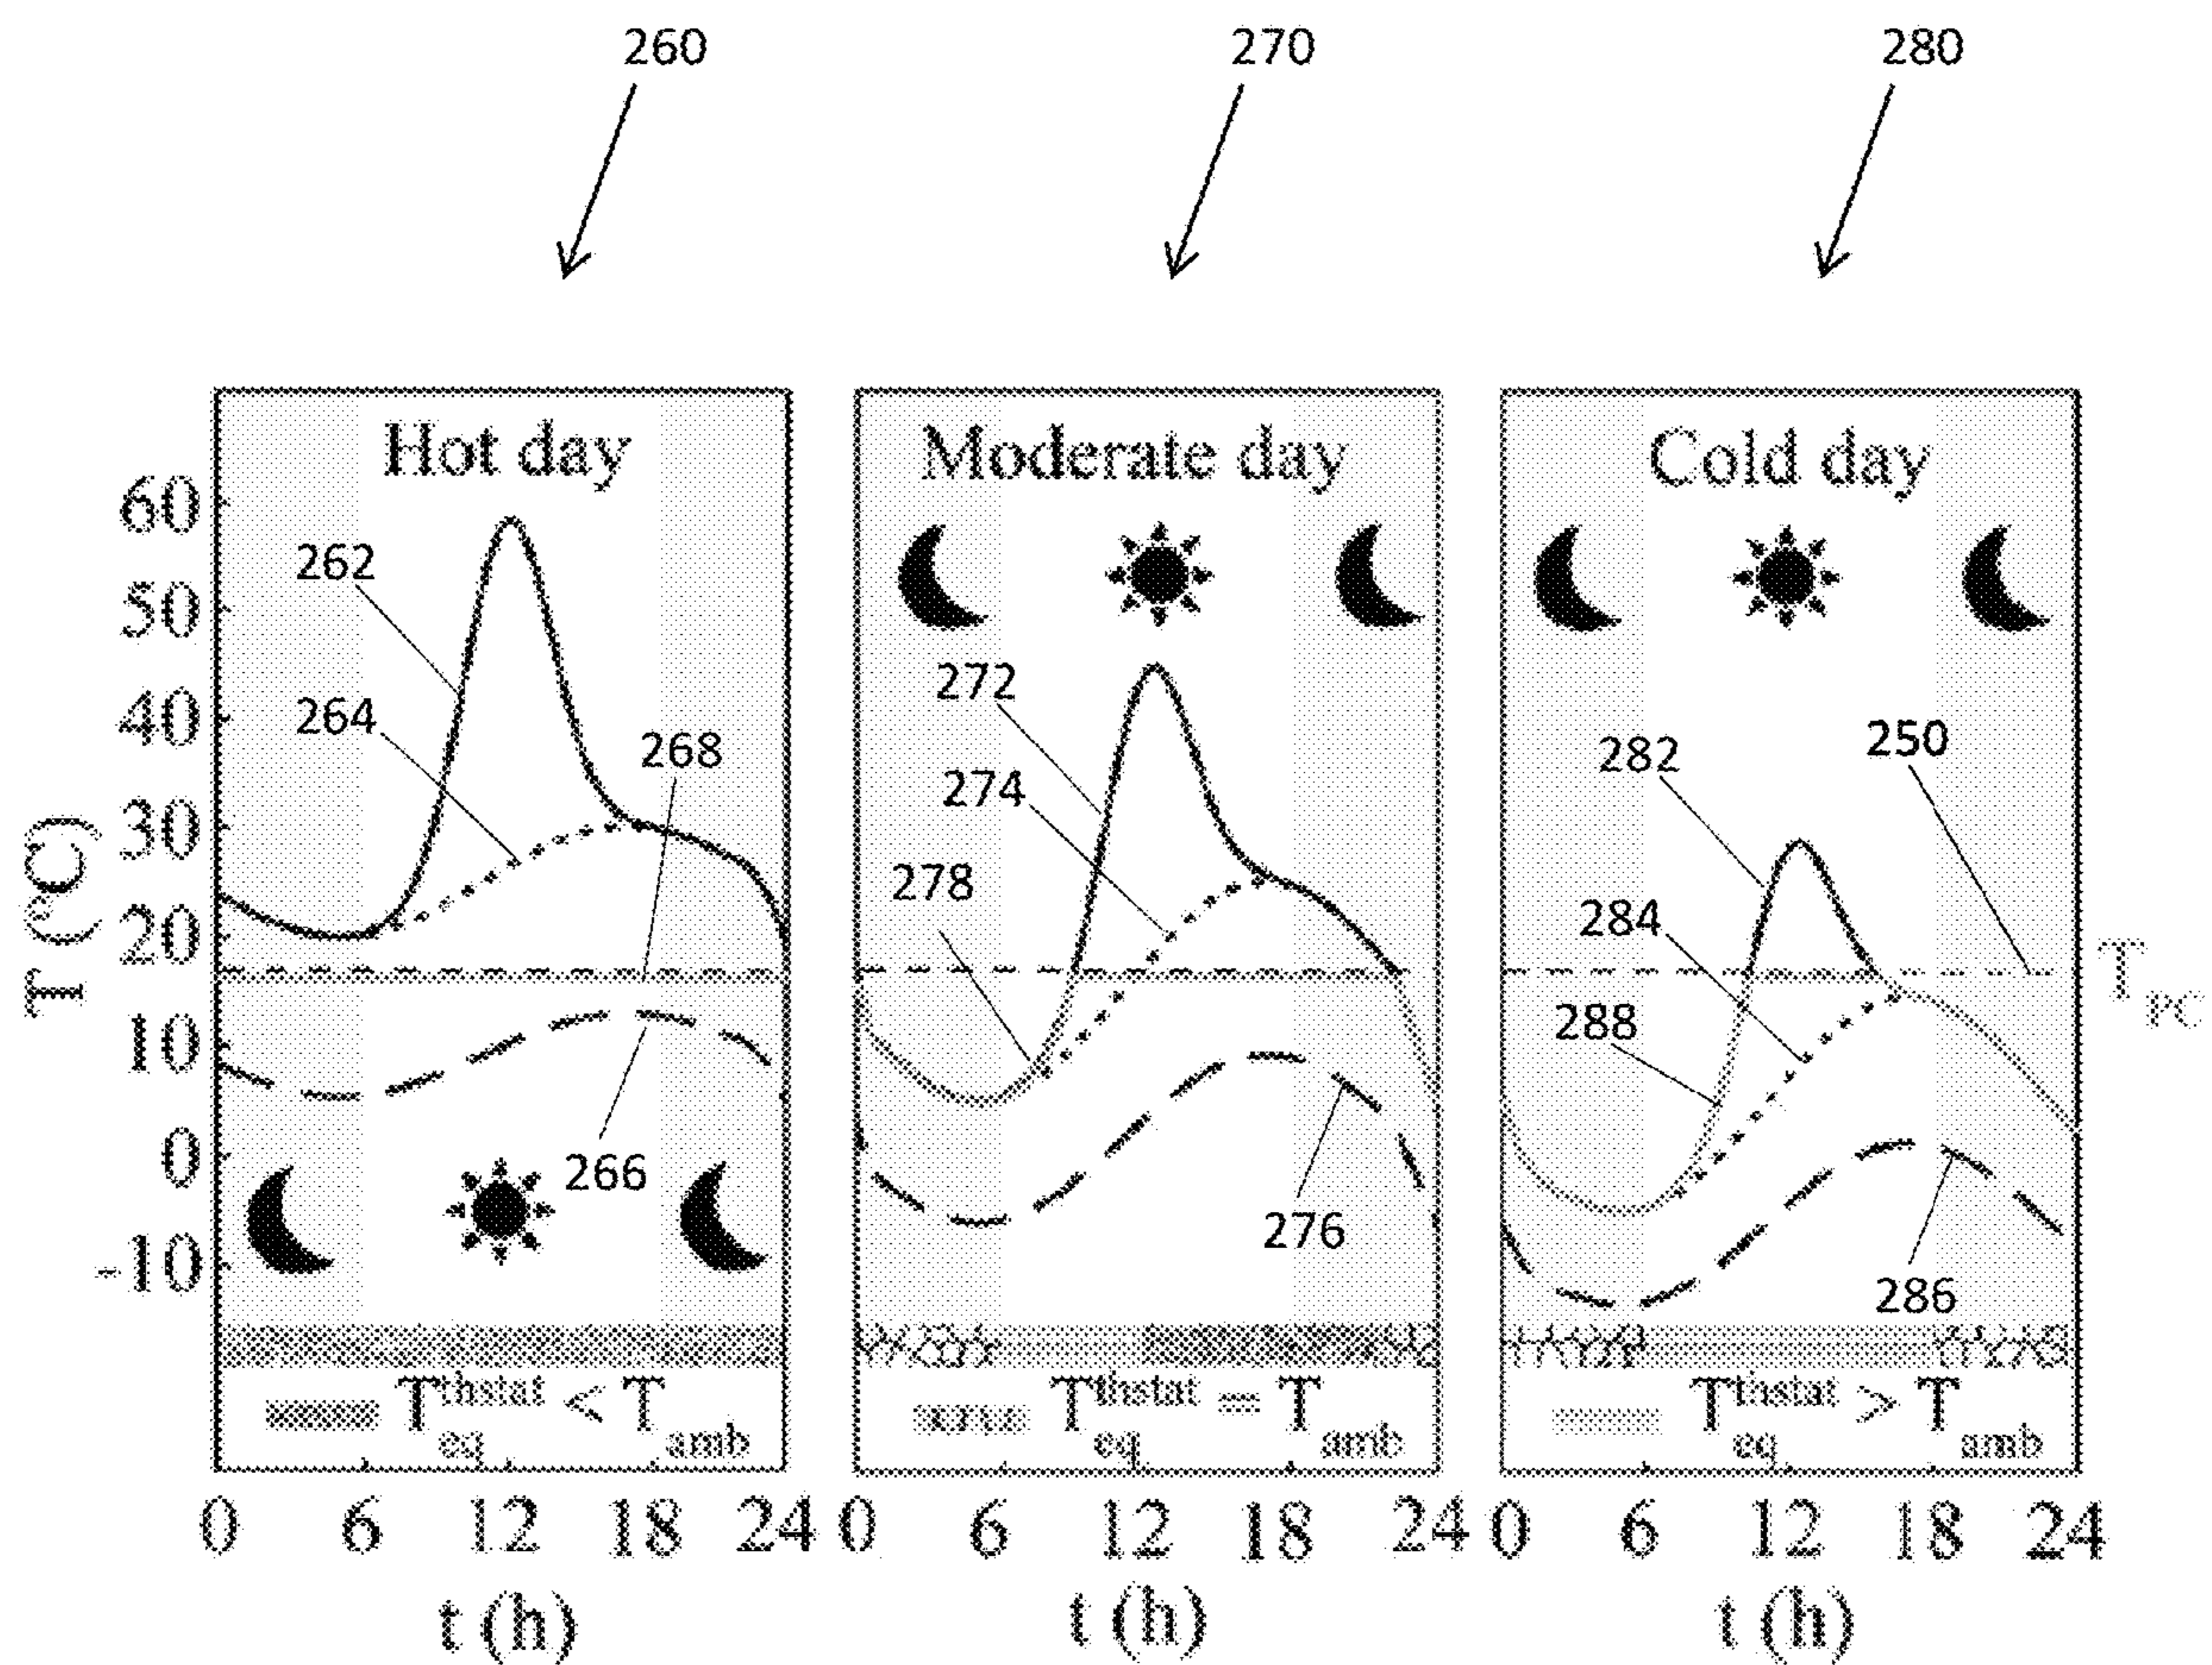 260 270 280
Hot day Moderate day Cold day
60
262
50
272
264 40
268 282 250
274
30
278
284
T (°C) 20
T PC
288
10
0
266
276
-10
286
T eq thstat < T amb T eq thstat = T amb T eq thstat > T amb
0 6 12 18 24 0 6 12 18 24 0 6 12 18 24
t (h) t (h) t (h)